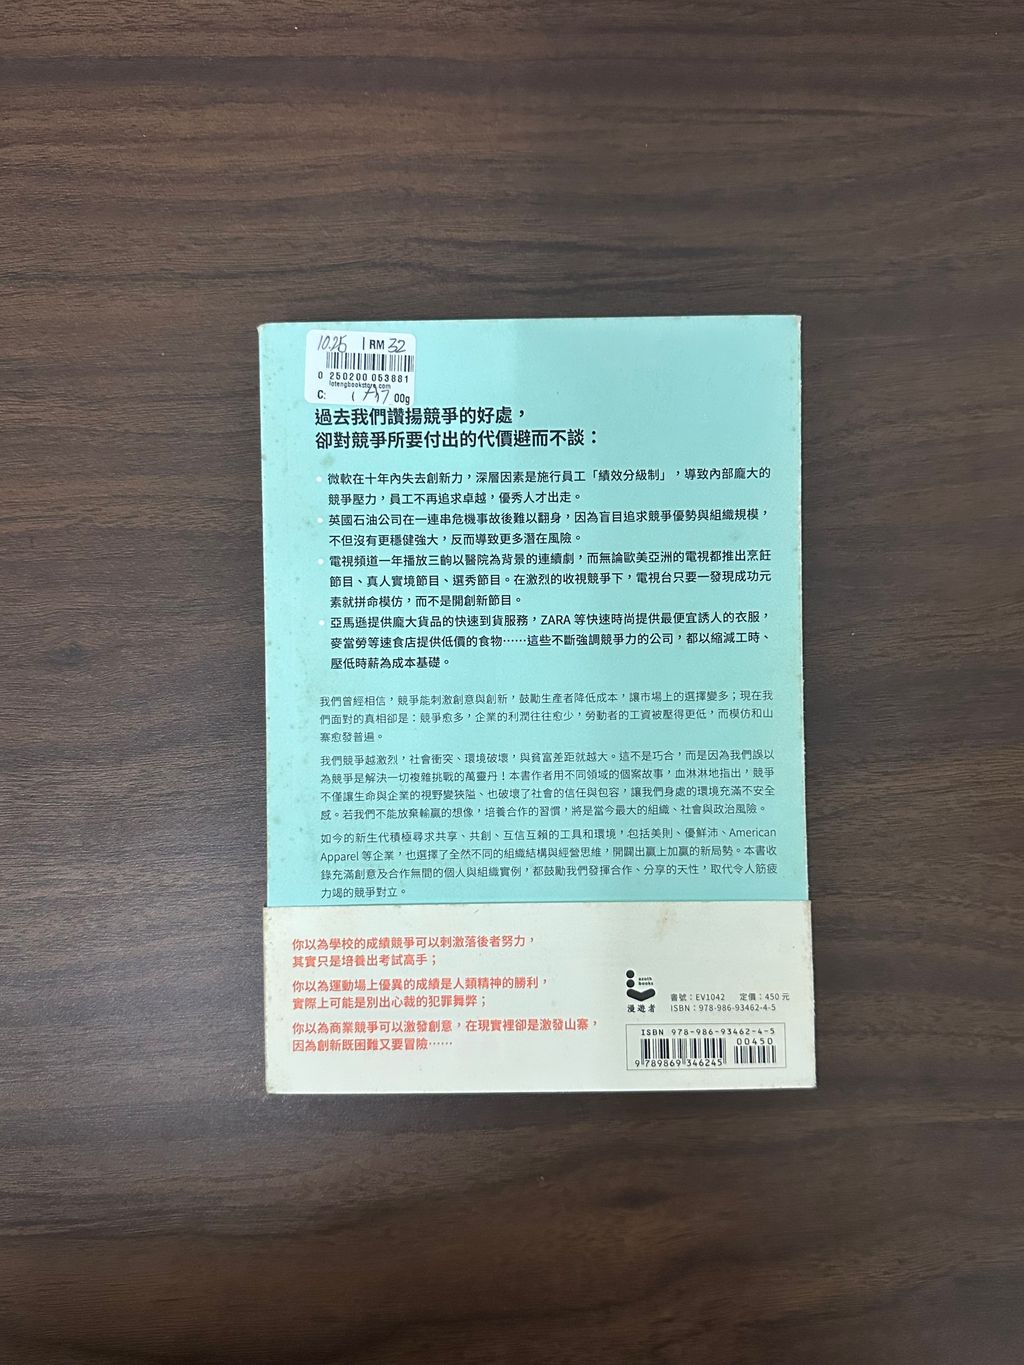 10.25 1 RM 32
0 250200 053881
latengbookstore.com
C:
00g
過去我們讚揚競爭的好處，
卻對競爭所要付出的代價避而不談：
微軟在十年內失去創新力，深層因素是施行員工「績效分級制」，導致內部龐大的
競爭壓力，員工不再追求卓越，優秀人才出走。
英國石油公司在一連串危機事故後難以翻身，因為盲目追求競爭優勢與組織規模，
不但沒有更穩健強大，反而導致更多潛在風險。
電視頻道一年播放三齣以醫院為背景的連續劇，而無論歐美亞洲的電視都推出烹飪
節目、真人實境節目、選秀節目。在激烈的收視競爭下，電視台只要一發現成功元
素就拼命模仿，而不是開創新節目。
亞馬遜提供龐大貨品的快速到貨服務，ZARA 等快速時尚提供最便宜誘人的衣服，
麥當勞等速食店提供低價的食物⋯⋯這些不斷強調競爭力的公司，都以縮減工時、
壓低時薪為成本基礎。
我們曾經相信，競爭能刺激創意與創新，鼓勵生產者降低成本，讓市場上的選擇變多；現在我
們面對的真相卻是：競爭愈多，企業的利潤往往愈少，勞動者的工資被壓得更低，而模仿和山
寨愈發普遍。
我們競爭越激烈，社會衝突、環境破壞，與貧富差距就越大。這不是巧合，而是因為我們誤以
為競爭是解決一切複雜挑戰的萬靈丹！本書作者用不同領域的個案故事，血淋淋地指出，競爭
不僅讓生命與企業的視野變狹隘、也破壞了社會的信任與包容，讓我們身處的環境充滿不安全
感。若我們不能放棄輸贏的想像，培養合作的習慣，將是當今最大的組織、社會與政治風險。
如今的新生代積極尋求共享、共創、互信互賴的工具和環境，包括美則、優鮮沛、American
Apparel 等企業，也選擇了全然不同的組織結構與經營思維，開闢出贏上加贏的新局勢。本書收
錄充滿創意及合作無間的個人與組織實例，都鼓勵我們發揮合作、分享的天性，取代令人筋疲
力竭的競爭對立。
你以為學校的成績競爭可以刺激落後者努力，
其實只是培養出考試高手；
你以為運動場上優異的成績是人類精神的勝利，
實際上可能是別出心裁的犯罪舞弊；
你以為商業競爭可以激發創意，在現實裡卻是激發山寨，
因為創新既困難又要冒險⋯⋯
azoth
books
漫遊者
書號：EV1042 定價：450 元
ISBN：978-986-93462-4-5
ISBN 978-986-93462-4-5
00450
9 789869 346245